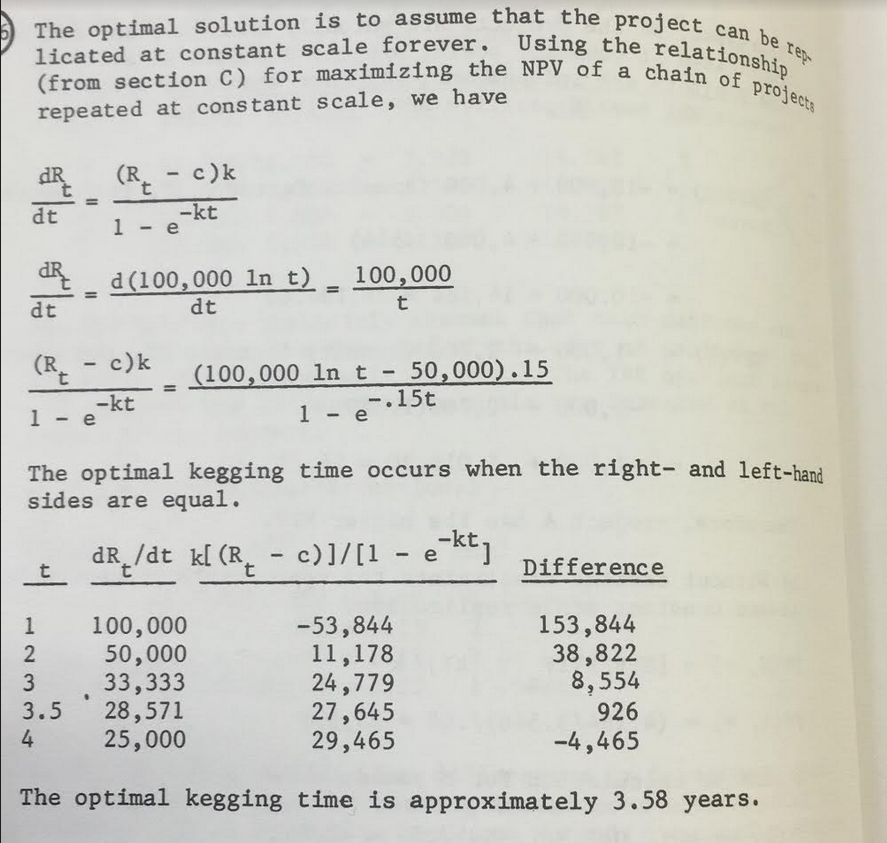 6) The optimal solution is to assume that the project can be rep-
licated at constant scale forever. Using the relationship
(from section C) for maximizing the NPV of a chain of projects
repeated at constant scale, we have
dR_t/dt = (R_t - c)k / (1 - e^-kt)
dR_t/dt = d(100,000 ln t)/dt = 100,000/t
(R_t - c)k / (1 - e^-kt) = (100,000 ln t - 50,000).15 / (1 - e^-.15t)
The optimal kegging time occurs when the right- and left-hand
sides are equal.
t dR_t/dt k[(R_t - c)]/[1 - e^-kt] Difference
1 100,000 -53,844 153,844
2 50,000 11,178 38,822
3 33,333 24,779 8,554
3.5 28,571 27,645 926
4 25,000 29,465 -4,465
The optimal kegging time is approximately 3.58 years.